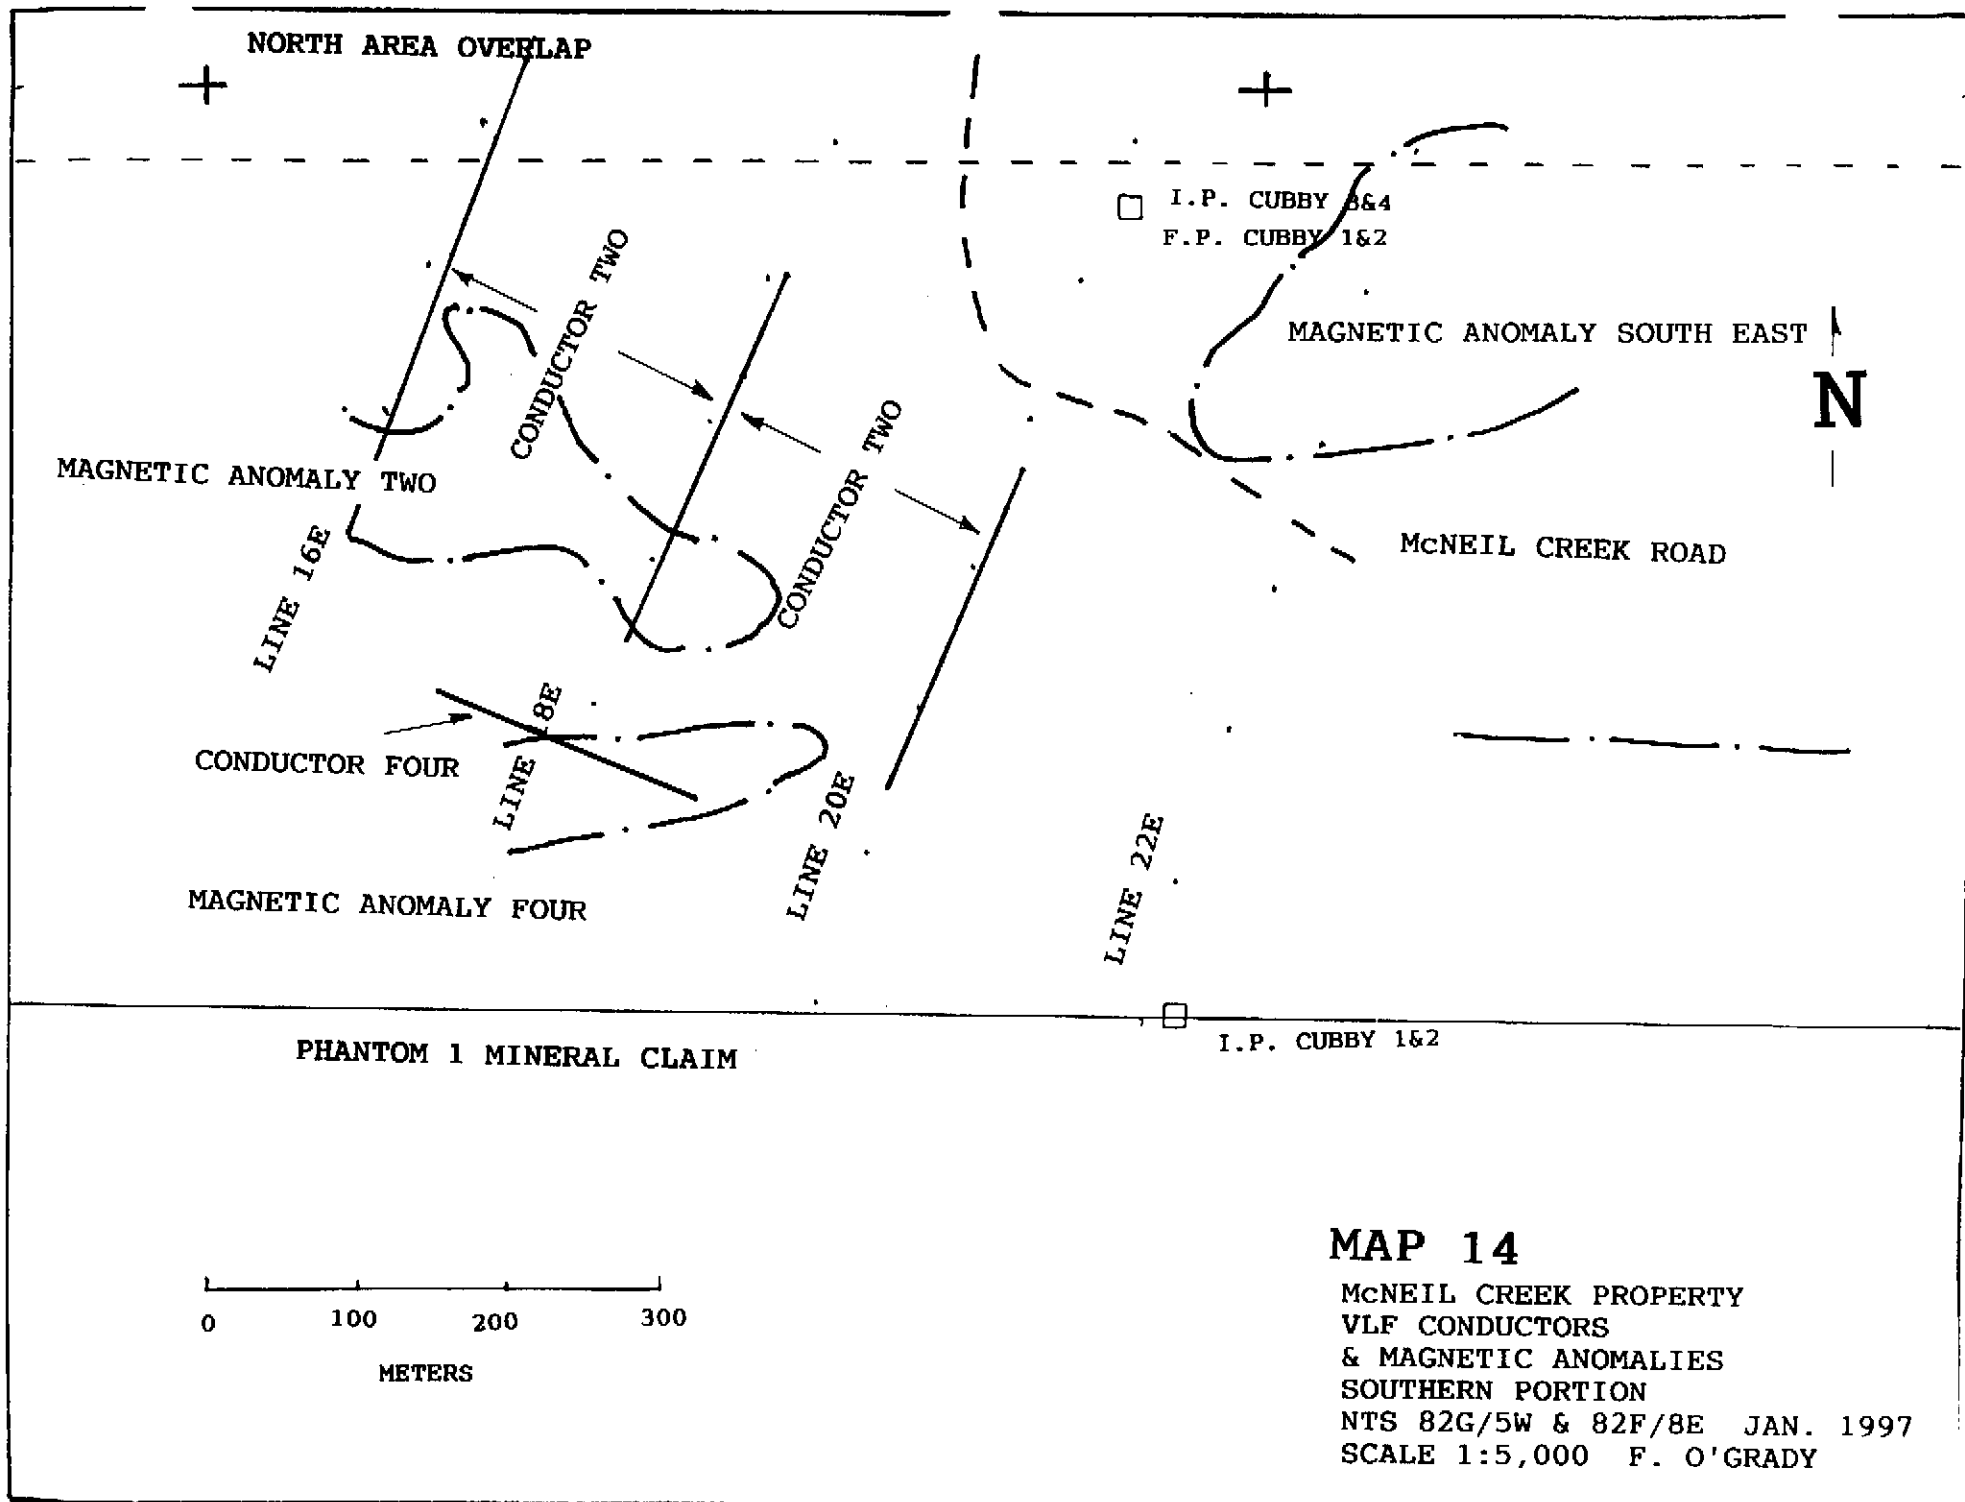 NORTH AREA OVERLAP
I.P. CUBBY 3&4
F.P. CUBBY 1&2
CONDUCTOR TWO
MAGNETIC ANOMALY SOUTH EAST
N
CONDUCTOR TWO
MAGNETIC ANOMALY TWO
McNEIL CREEK ROAD
LINE 16E
CONDUCTOR FOUR
LINE 18E
LINE 20E
LINE 22E
MAGNETIC ANOMALY FOUR
I.P. CUBBY 1&2
PHANTOM 1 MINERAL CLAIM
0 100 200 300
METERS
MAP 14
McNEIL CREEK PROPERTY
VLF CONDUCTORS
& MAGNETIC ANOMALIES
SOUTHERN PORTION
NTS 82G/5W & 82F/8E JAN. 1997
SCALE 1:5,000 F. O'GRADY